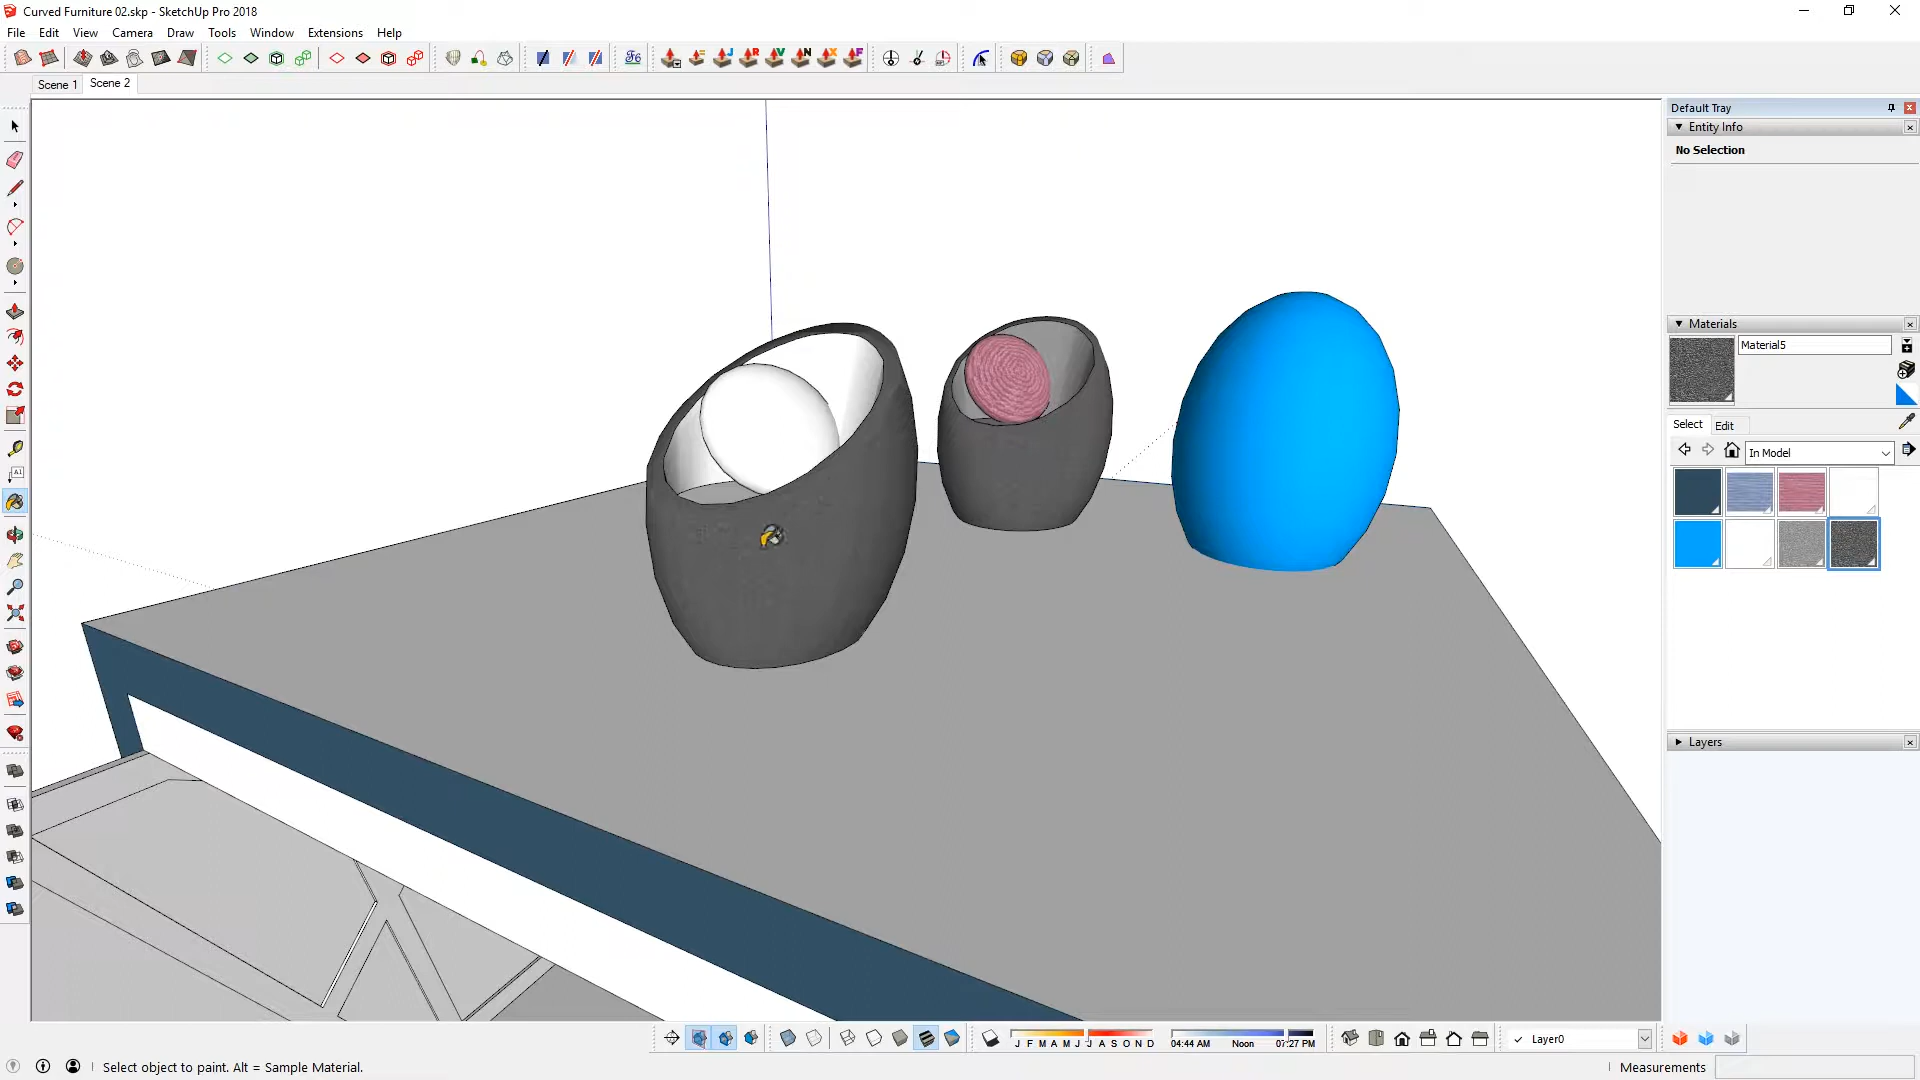 Curved Furniture 02.skp - SketchUp Pro 2018
File Edit View Camera Draw Tools Window Extensions Help
J R V N X F
Scene 1 Scene 2
Default Tray
Entity Info
No Selection
Materials
Material5
Select Edit
In Model
A1
Layers
J F M A M J J A S O N D
04:44 AM Noon 07:27 PM
Layer0
Select object to paint. Alt = Sample Material.
Measurements